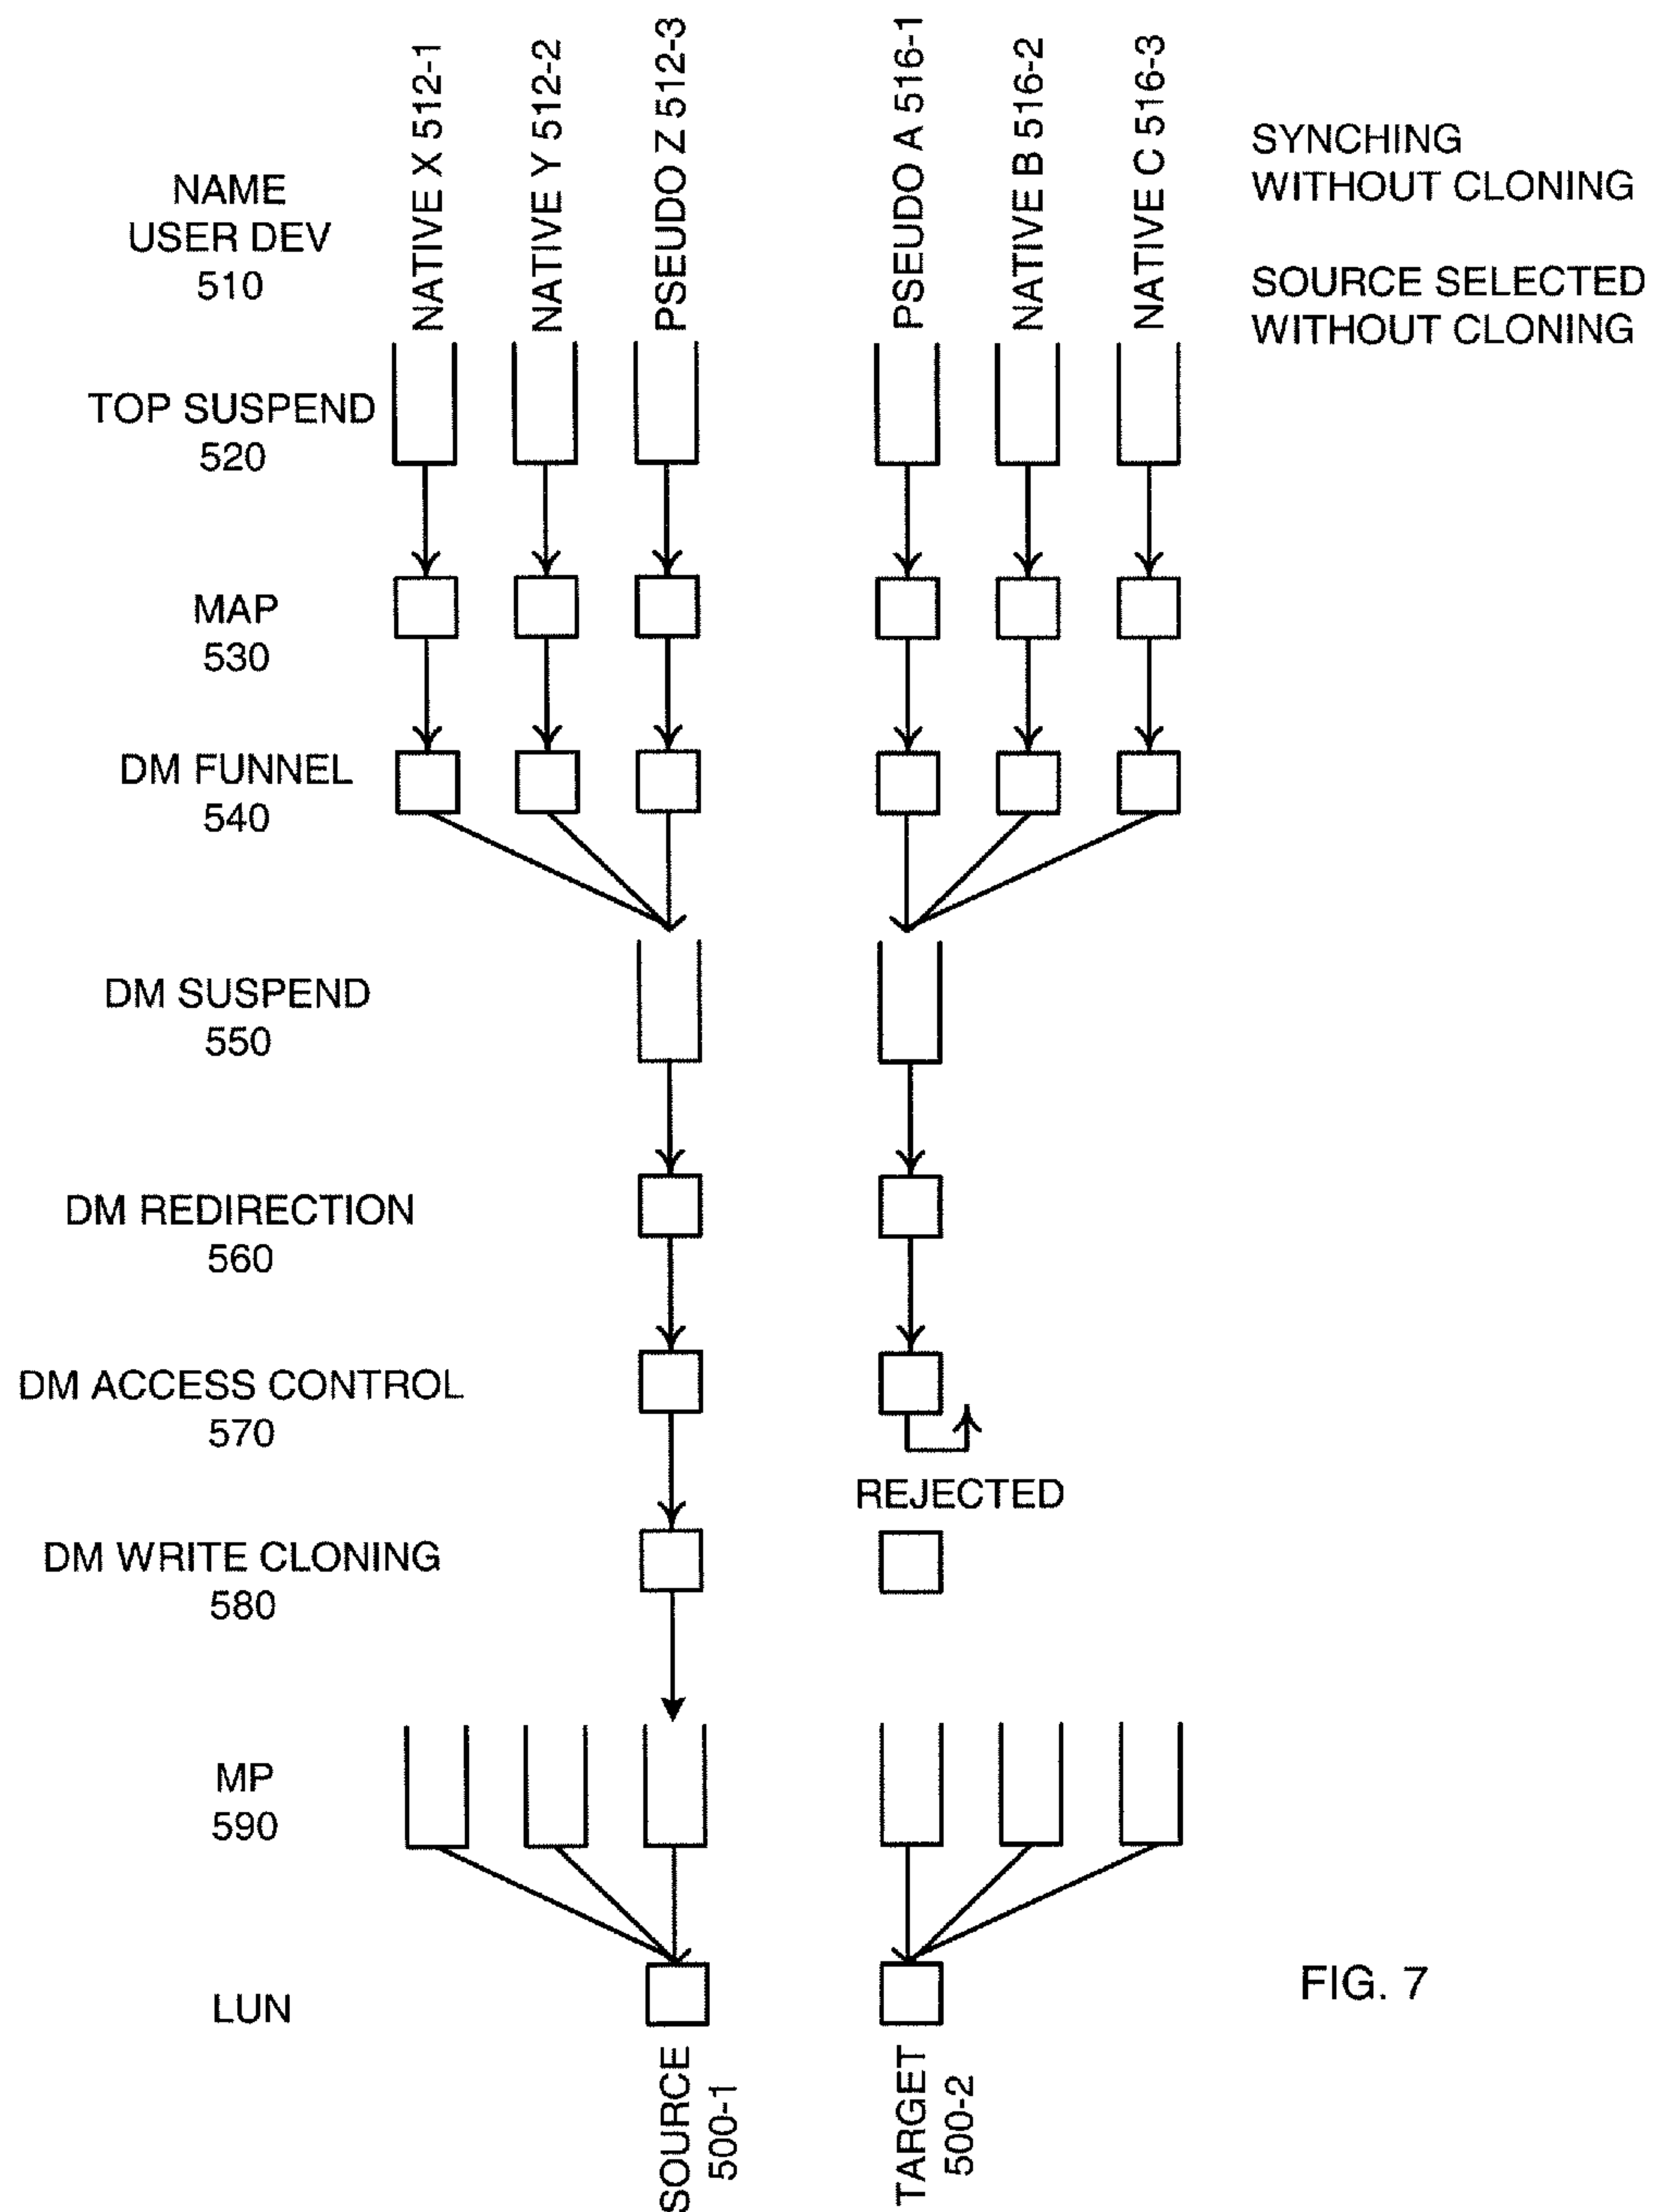 NATIVE X 512-1
NATIVE Y 512-2
PSEUDO Z 512-3
PSEUDO A 516-1
NATIVE B 516-2
NATIVE C 516-3
SYNCHING
WITHOUT CLONING
SOURCE SELECTED
WITHOUT CLONING
NAME
USER DEV
510
TOP SUSPEND
520
MAP
530
DM FUNNEL
540
DM SUSPEND
550
DM REDIRECTION
560
DM ACCESS CONTROL
570
REJECTED
DM WRITE CLONING
580
MP
590
LUN
SOURCE
500-1
TARGET
500-2
FIG. 7